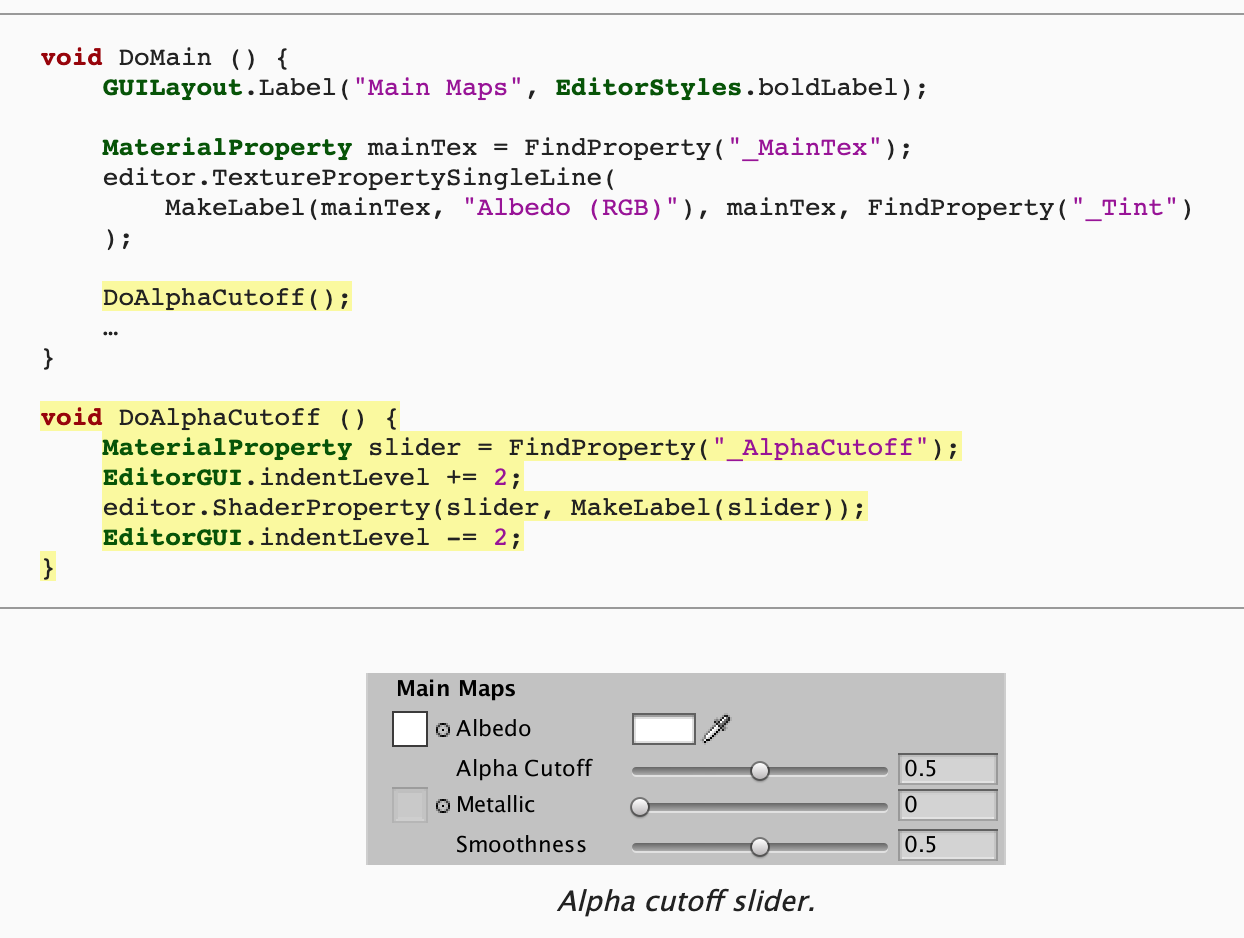 void DoMain () {
GUILayout.Label("Main Maps", EditorStyles.boldLabel);
MaterialProperty mainTex = FindProperty("_MainTex");
editor.TexturePropertySingleLine(
MakeLabel(mainTex, "Albedo (RGB)"), mainTex, FindProperty("_Tint")
);
DoAlphaCutoff();
…
}
void DoAlphaCutoff () {
MaterialProperty slider = FindProperty("_AlphaCutoff");
EditorGUI.indentLevel += 2;
editor.ShaderProperty(slider, MakeLabel(slider));
EditorGUI.indentLevel -= 2;
}
Main Maps
Albedo
Alpha Cutoff 0.5
Metallic 0
Smoothness 0.5
Alpha cutoff slider.